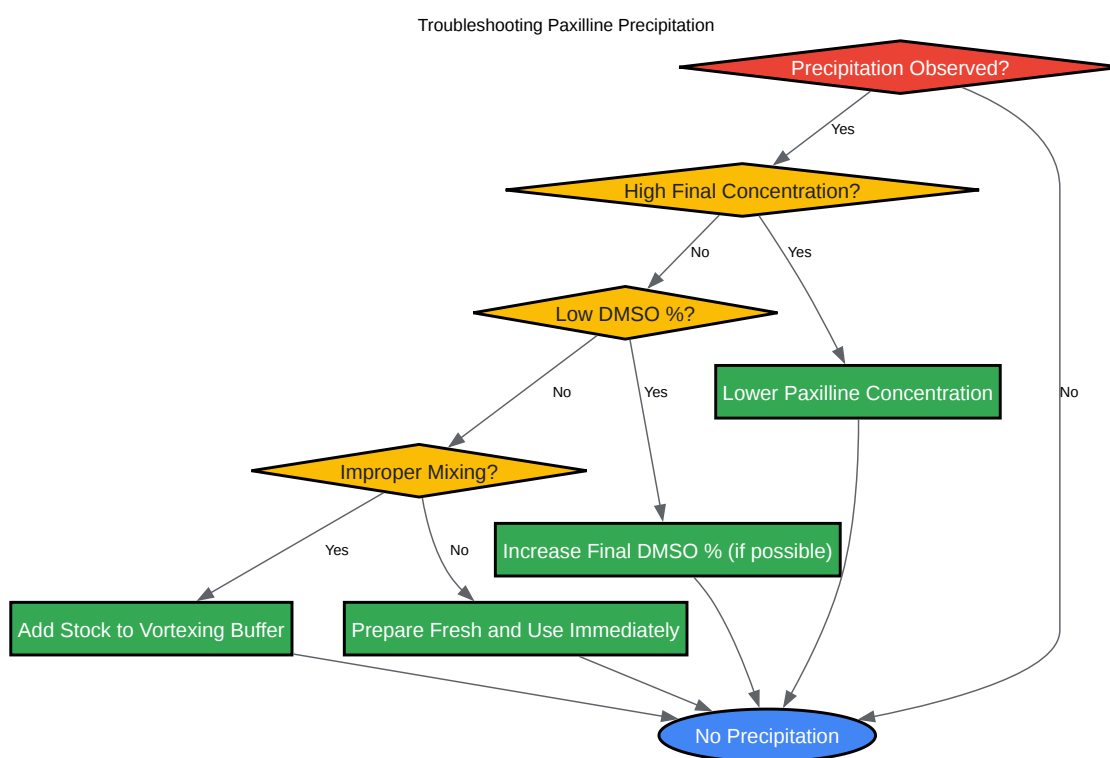 Troubleshooting Paxilline Precipitation
Precipitation Observed?
Yes
High Final Concentration?
No
Yes
Low DMSO %?
Lower Paxilline Concentration
No
Yes
No
Improper Mixing?
Increase Final DMSO % (if possible)
Yes
No
Add Stock to Vortexing Buffer
Prepare Fresh and Use Immediately
No Precipitation